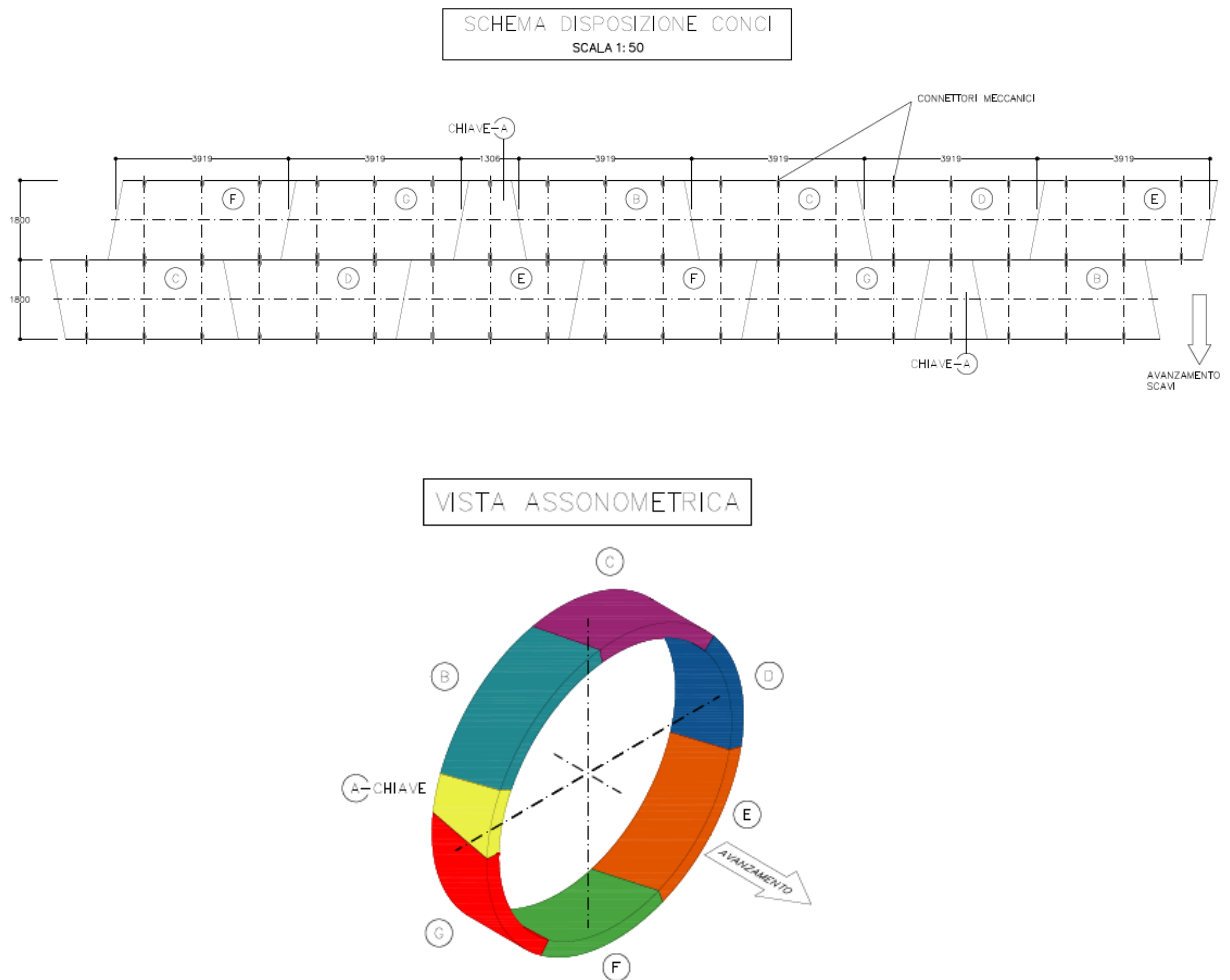 SCHEMA DISPOSIZIONE CONCI
SCALA 1:50
CONNETTORI MECCANICI
CHIAVE-A
3919
3919
1306
3919
3919
3919
3919
F
G
B
C
D
E
1800
C
D
E
F
G
B
1800
CHIAVE-A
AVANZAMENTO
SCAVI
VISTA ASSONOMETRICA
C
B
D
A-CHIAVE
E
AVANZAMENTO
G
F